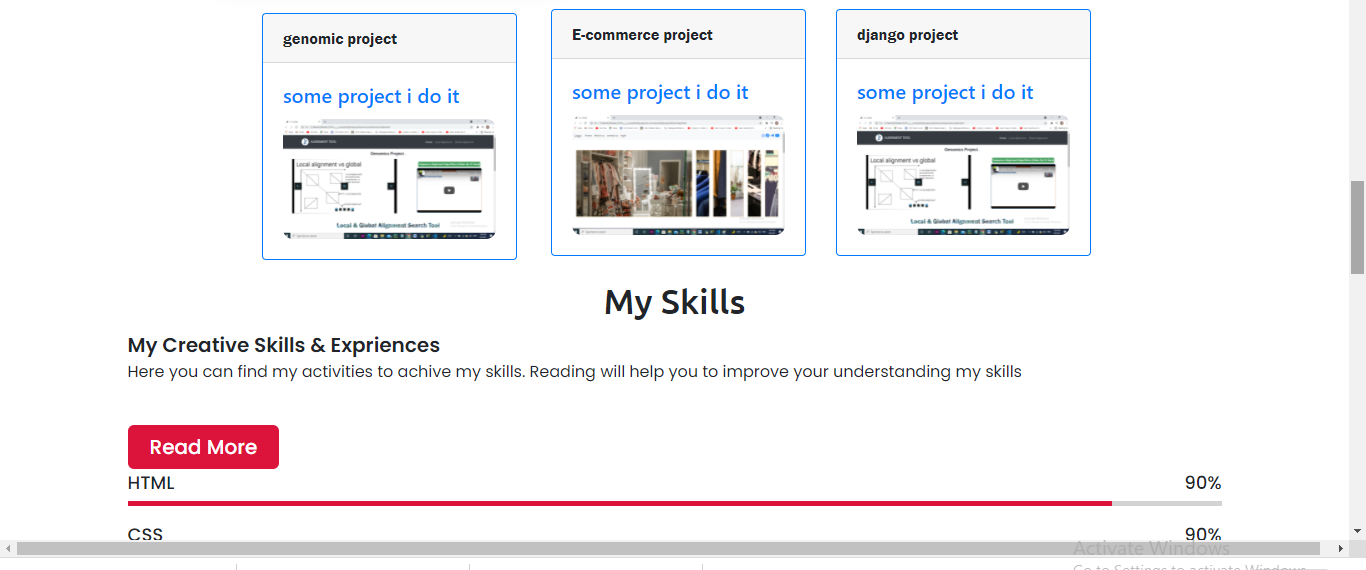 genomic project
E-commerce project
django project
some project i do it
some project i do it
some project i do it
ALIGNMENT TOOL
Genomics Project
Local alignment vs global
Local & Global Alignment Search Tool
ALIGNMENT TOOL
Genomics Project
Local alignment vs global
Local & Global Alignment Search Tool
My Skills
My Creative Skills & Expriences
Here you can find my activities to achive my skills. Reading will help you to improve your understanding my skills
Read More
HTML 90%
CSS 90%
Activate Windows
Go to Settings to activate Windows.